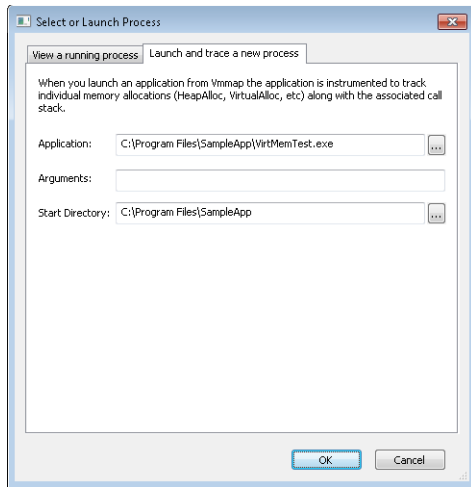 Select or Launch Process
View a running process
Launch and trace a new process
When you launch an application from Vmmap the application is instrumented to track
individual memory allocations (HeapAlloc, VirtualAlloc, etc) along with the associated call
stack.
Application: C:\Program Files\SampleApp\VirtMemTest.exe ...
Arguments:
Start Directory: C:\Program Files\SampleApp ...
OK Cancel